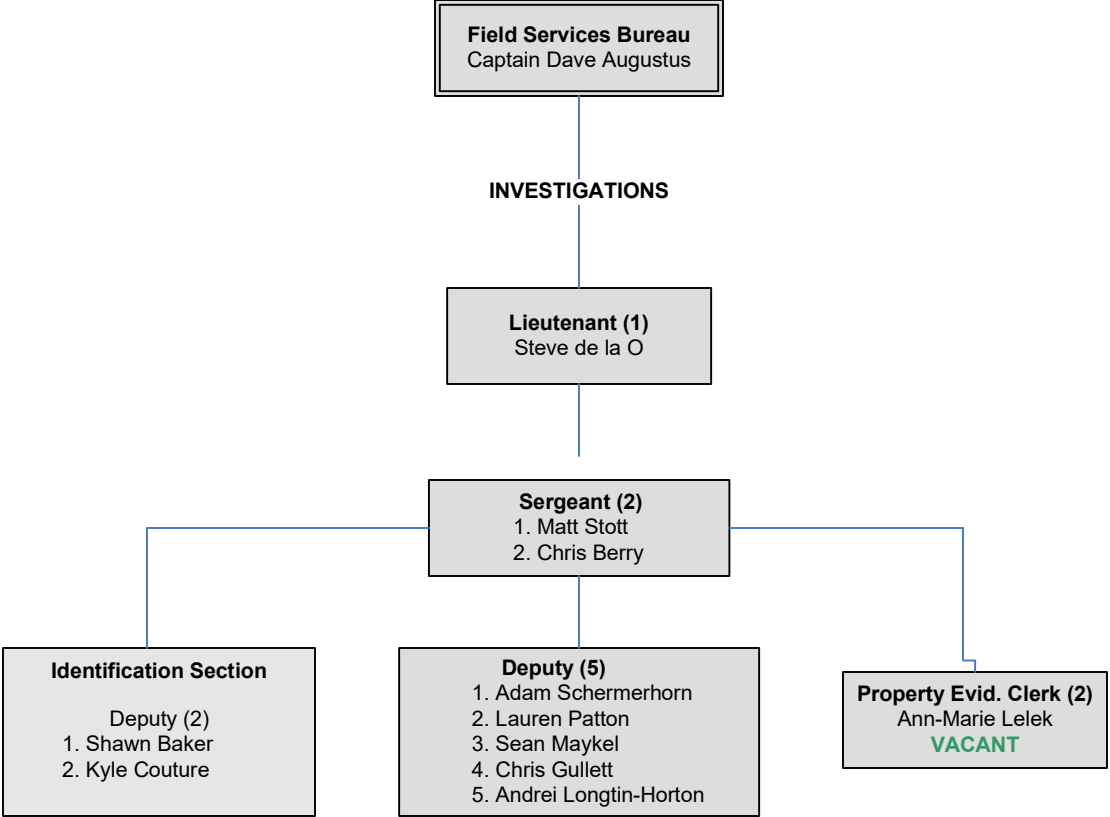 Field Services Bureau
Captain Dave Augustus
INVESTIGATIONS
Lieutenant (1)
Steve de la O
Sergeant (2)
1. Matt Stott
2. Chris Berry
Identification Section
Deputy (2)
1. Shawn Baker
2. Kyle Couture
Deputy (5)
1. Adam Schermerhorn
2. Lauren Patton
3. Sean Maykel
4. Chris Gullett
5. Andrei Longtin-Horton
Property Evid. Clerk (2)
Ann-Marie Lelek
VACANT